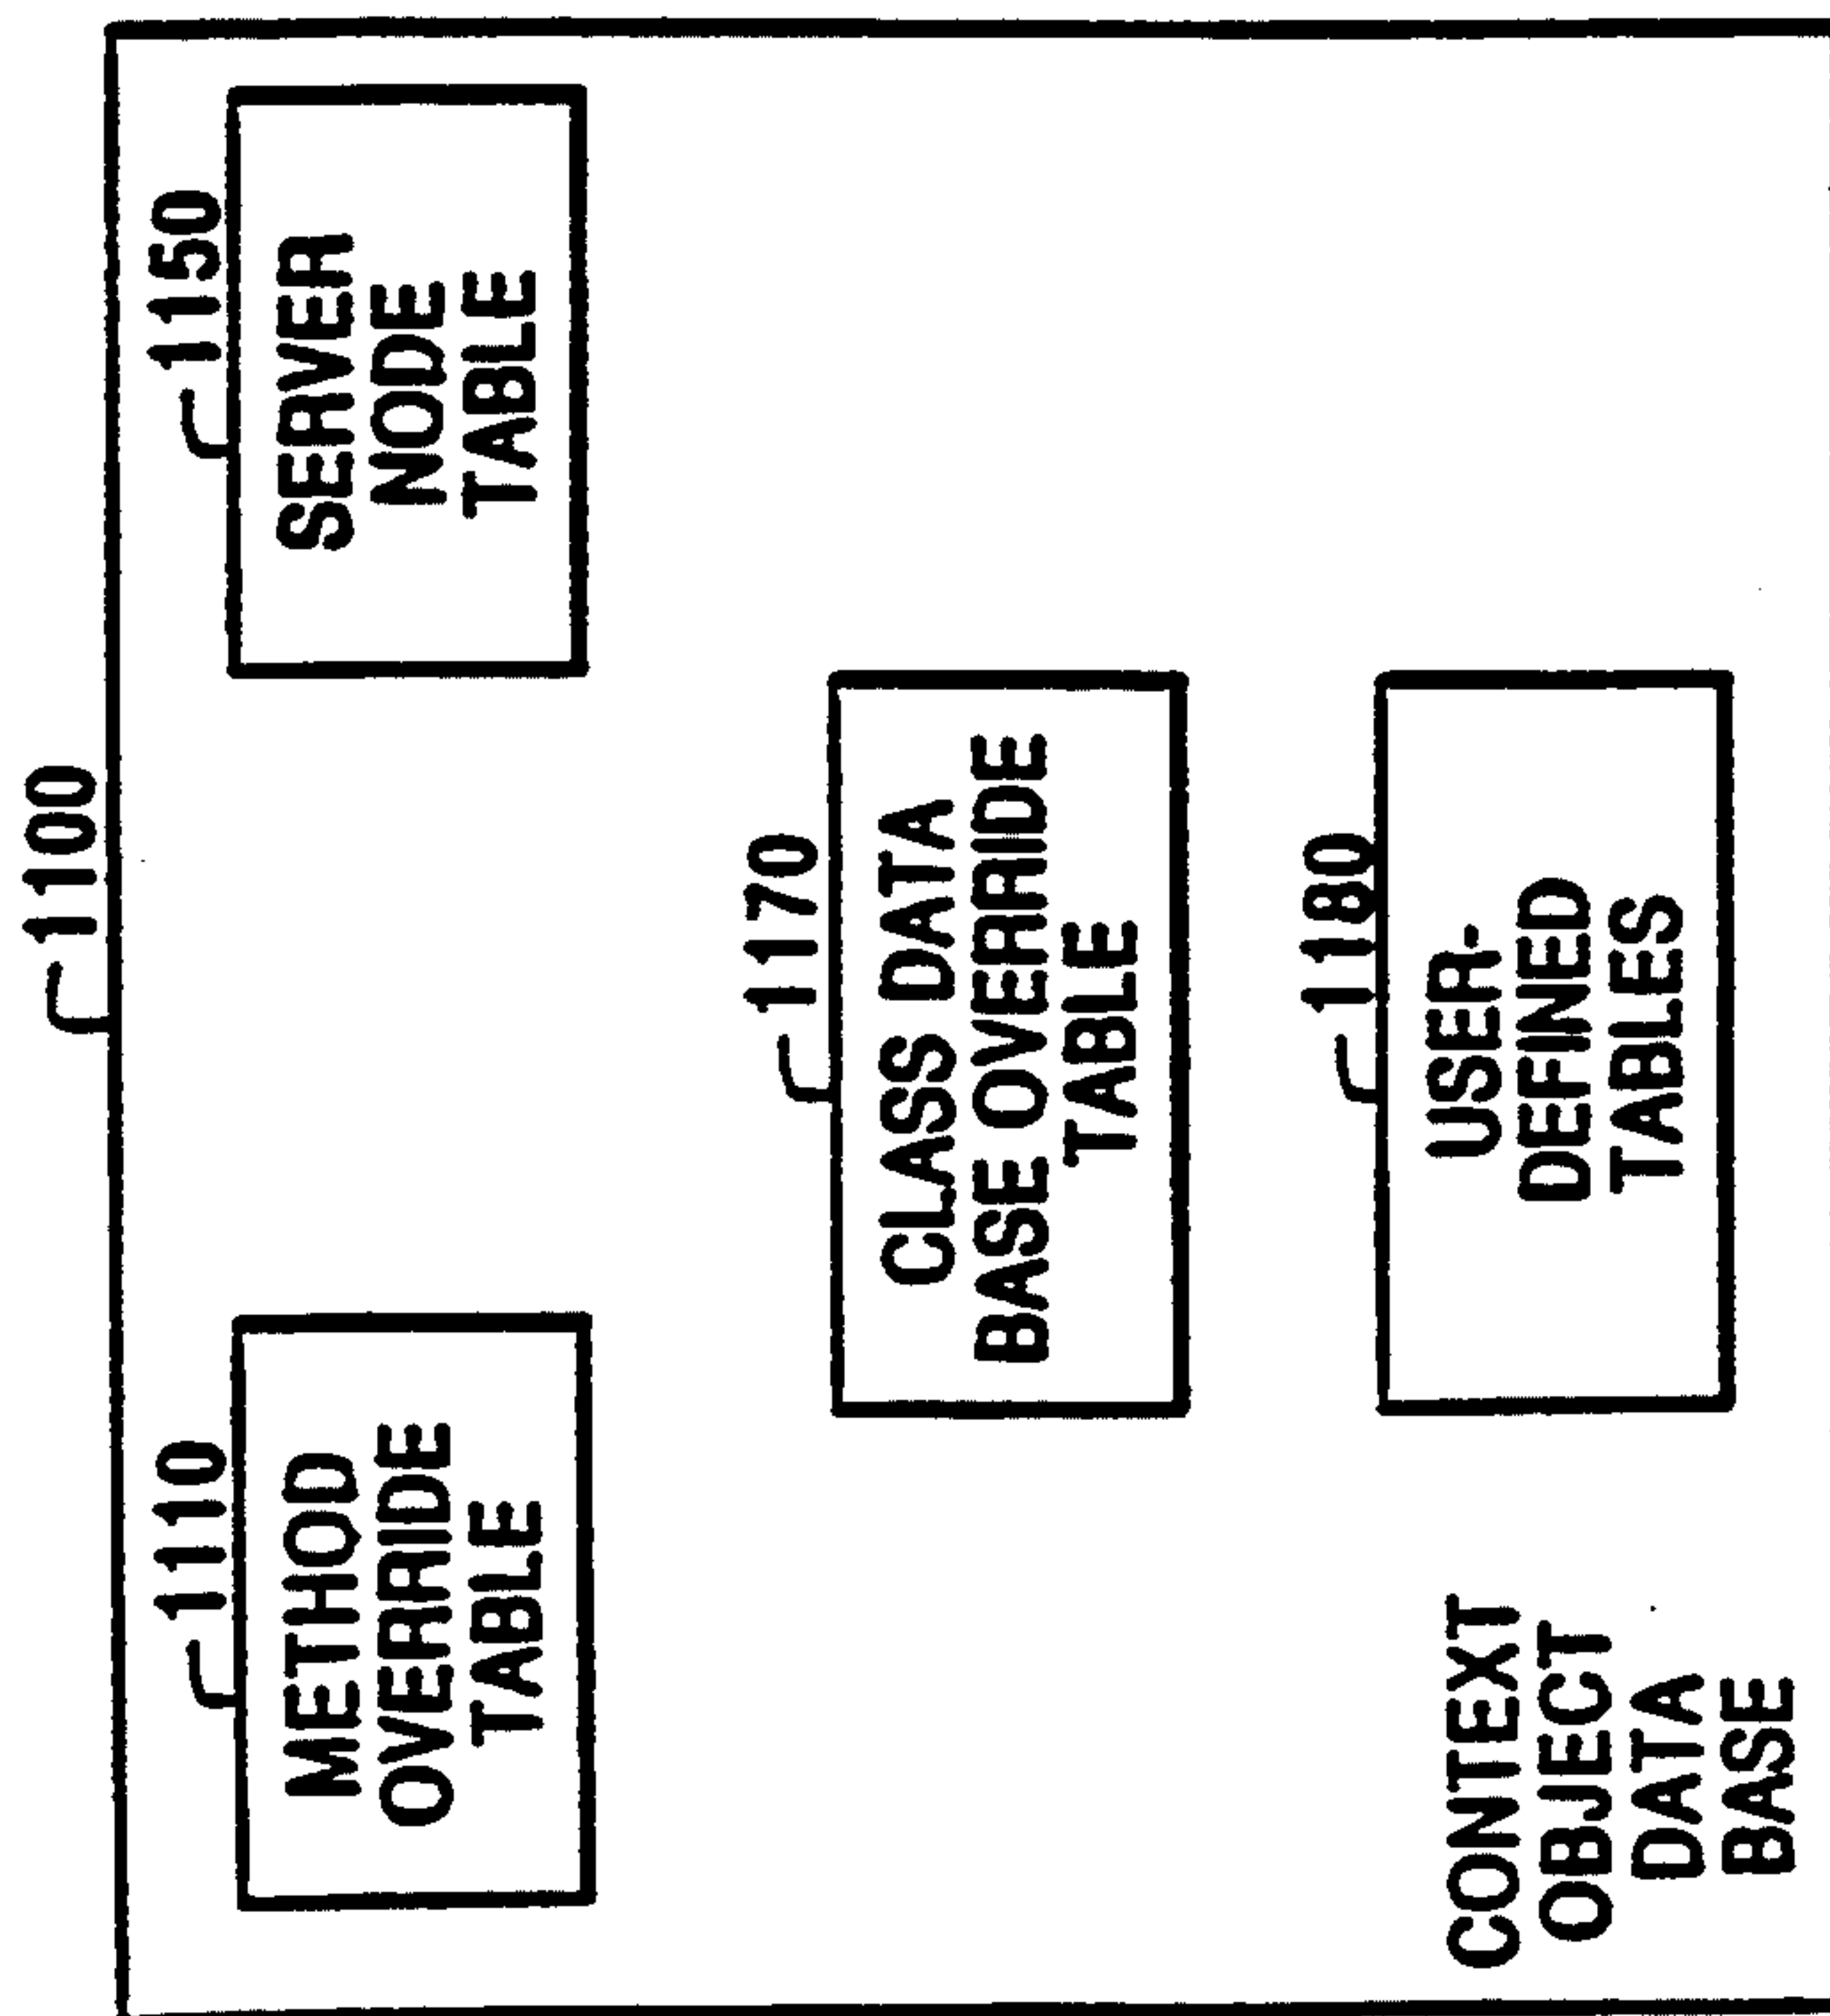 1100
1110
METHOD
OVERRIDE
TABLE
1150
SERVER
NODE
TABLE
1170
CLASS DATA
BASE OVERRIDE
TABLE
1180
USER-
DEFINED
TABLES
CONTEXT
OBJECT
DATA
BASE